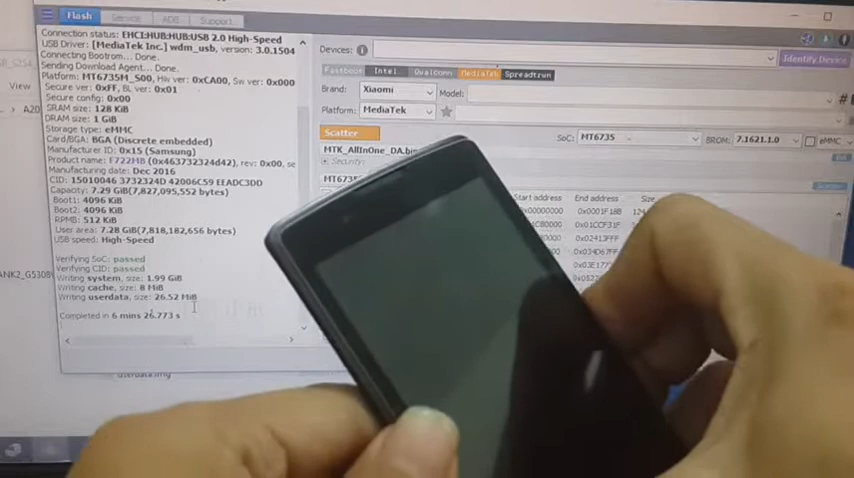 Flash Service ADB Support
Connection status: EHCI:HUB:HUB:USB 2.0 High-Speed
USB Driver: [MediaTek Inc.] wdm_usb, version: 3.0.1504
Connecting Bootrom... Done.
Sending Download Agent... Done.
Platform: MT6735M_S00, Hw ver: 0xCA00, Sw ver: 0x000
Secure ver: 0xFF, BL ver: 0x01
Secure config: 0x00
SRAM size: 128 KiB
DRAM size: 1 GiB
Storage type: eMMC
Card/BGA: BGA (Discrete embedded)
Manufacturer ID: 0x15 (Samsung)
Product name: F722MB (0x463732324d42), rev: 0x00, se
Manufacturing date: Dec 2016
CID: 15010046 3732324D 42006C59 EEADC3DD
Capacity: 7.29 GiB(7,827,095,552 bytes)
Boot1: 4096 KiB
Boot2: 4096 KiB
RPMB: 512 KiB
User area: 7.28 GiB(7,818,182,656 bytes)
USB speed: High-Speed
Verifying SoC: passed
Verifying CID: passed
Writing system, size: 1.99 GiB
Writing cache, size: 8 MiB
Writing userdata, size: 26.52 MiB
Completed in 6 mins 26.773 s
Devices:
Identify Device
Fastboot Intel Qualcomm MediaTek Spreadtrum
Brand: Xiaomi Model:
Platform: MediaTek
Scatter SoC: MT6735 BROM: 7.1621.1.0 eMMC
MTK_AllInOne_DA.bin
Security:
MT6735
Start address End address Size
0x0001F18B
0x01CCF31F
0x02413FFF
View
A20
userdata.img